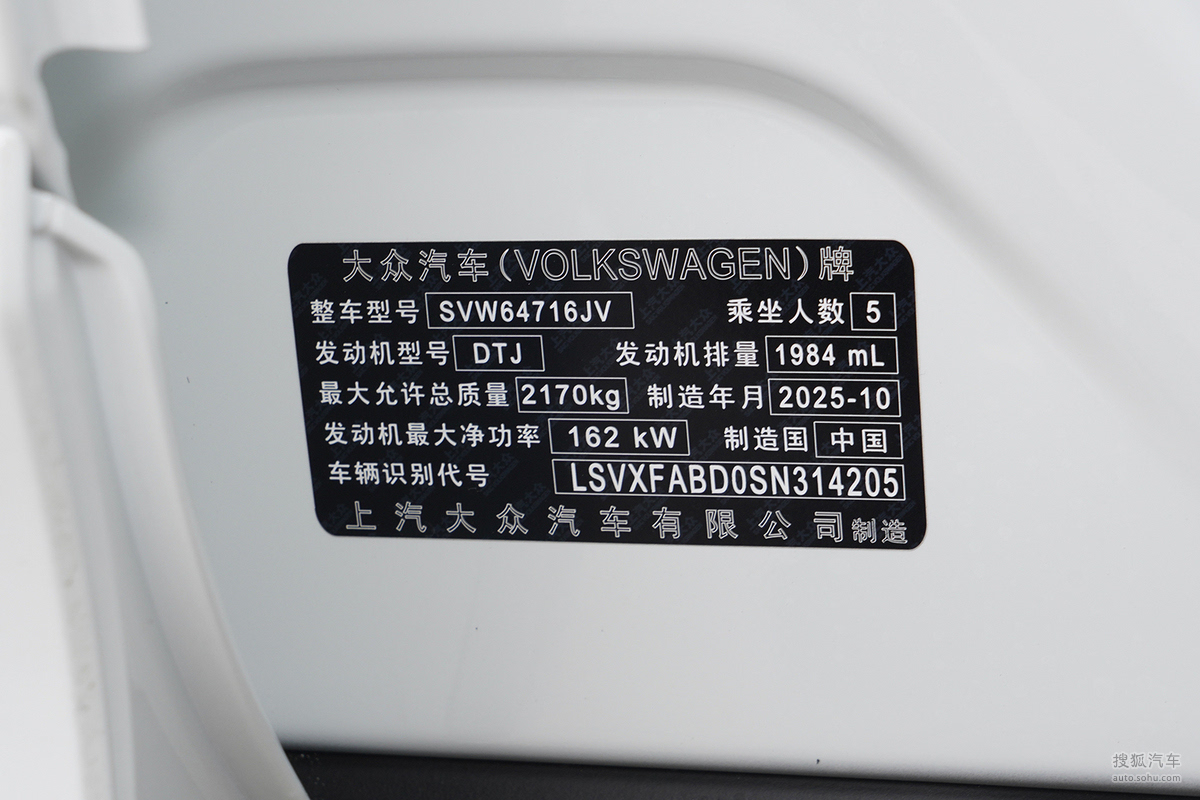 大众汽车(VOLKSWAGEN)牌
整车型号 SVW64716JV 乘坐人数 5
发动机型号 DTJ 发动机排量 1984 mL
最大允许总质量 2170kg 制造年月 2025-10
发动机最大净功率 162 kW 制造国 中国
车辆识别代号 LSVXFABD0SN314205
上汽大众汽车有限公司制造
搜狐汽车
auto.sohu.com